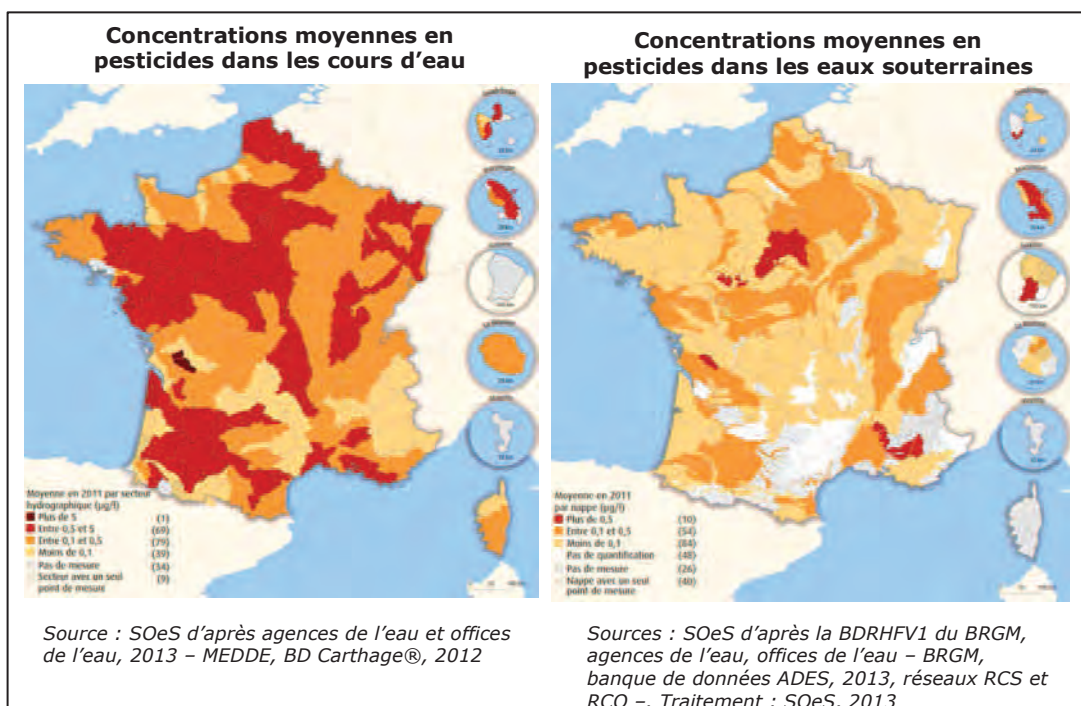 Concentrations moyennes en
pesticides dans les cours d’eau
Concentrations moyennes en
pesticides dans les eaux souterraines
Moyenne en 2011 par secteur
hydrographique (µg/l)
Plus de 5 (1)
Entre 0,5 et 5 (69)
Entre 0,1 et 0,5 (79)
Moins de 0,1 (39)
Pas de mesure (54)
Secteur avec un seul (9)
point de mesure
Moyenne en 2011
par nappe (µg/l)
Plus de 0,5 (10)
Entre 0,1 et 0,5 (54)
Moins de 0,1 (84)
Pas de quantification (48)
Pas de mesure (26)
Nappe avec un seul (40)
point de mesure
Source : SOeS d’après agences de l’eau et offices
de l’eau, 2013 – MEDDE, BD Carthage®, 2012
Sources : SOeS d’après la BDRHFV1 du BRGM,
agences de l’eau, offices de l’eau – BRGM,
banque de données ADES, 2013, réseaux RCS et
RCO –. Traitement : SOeS, 2013